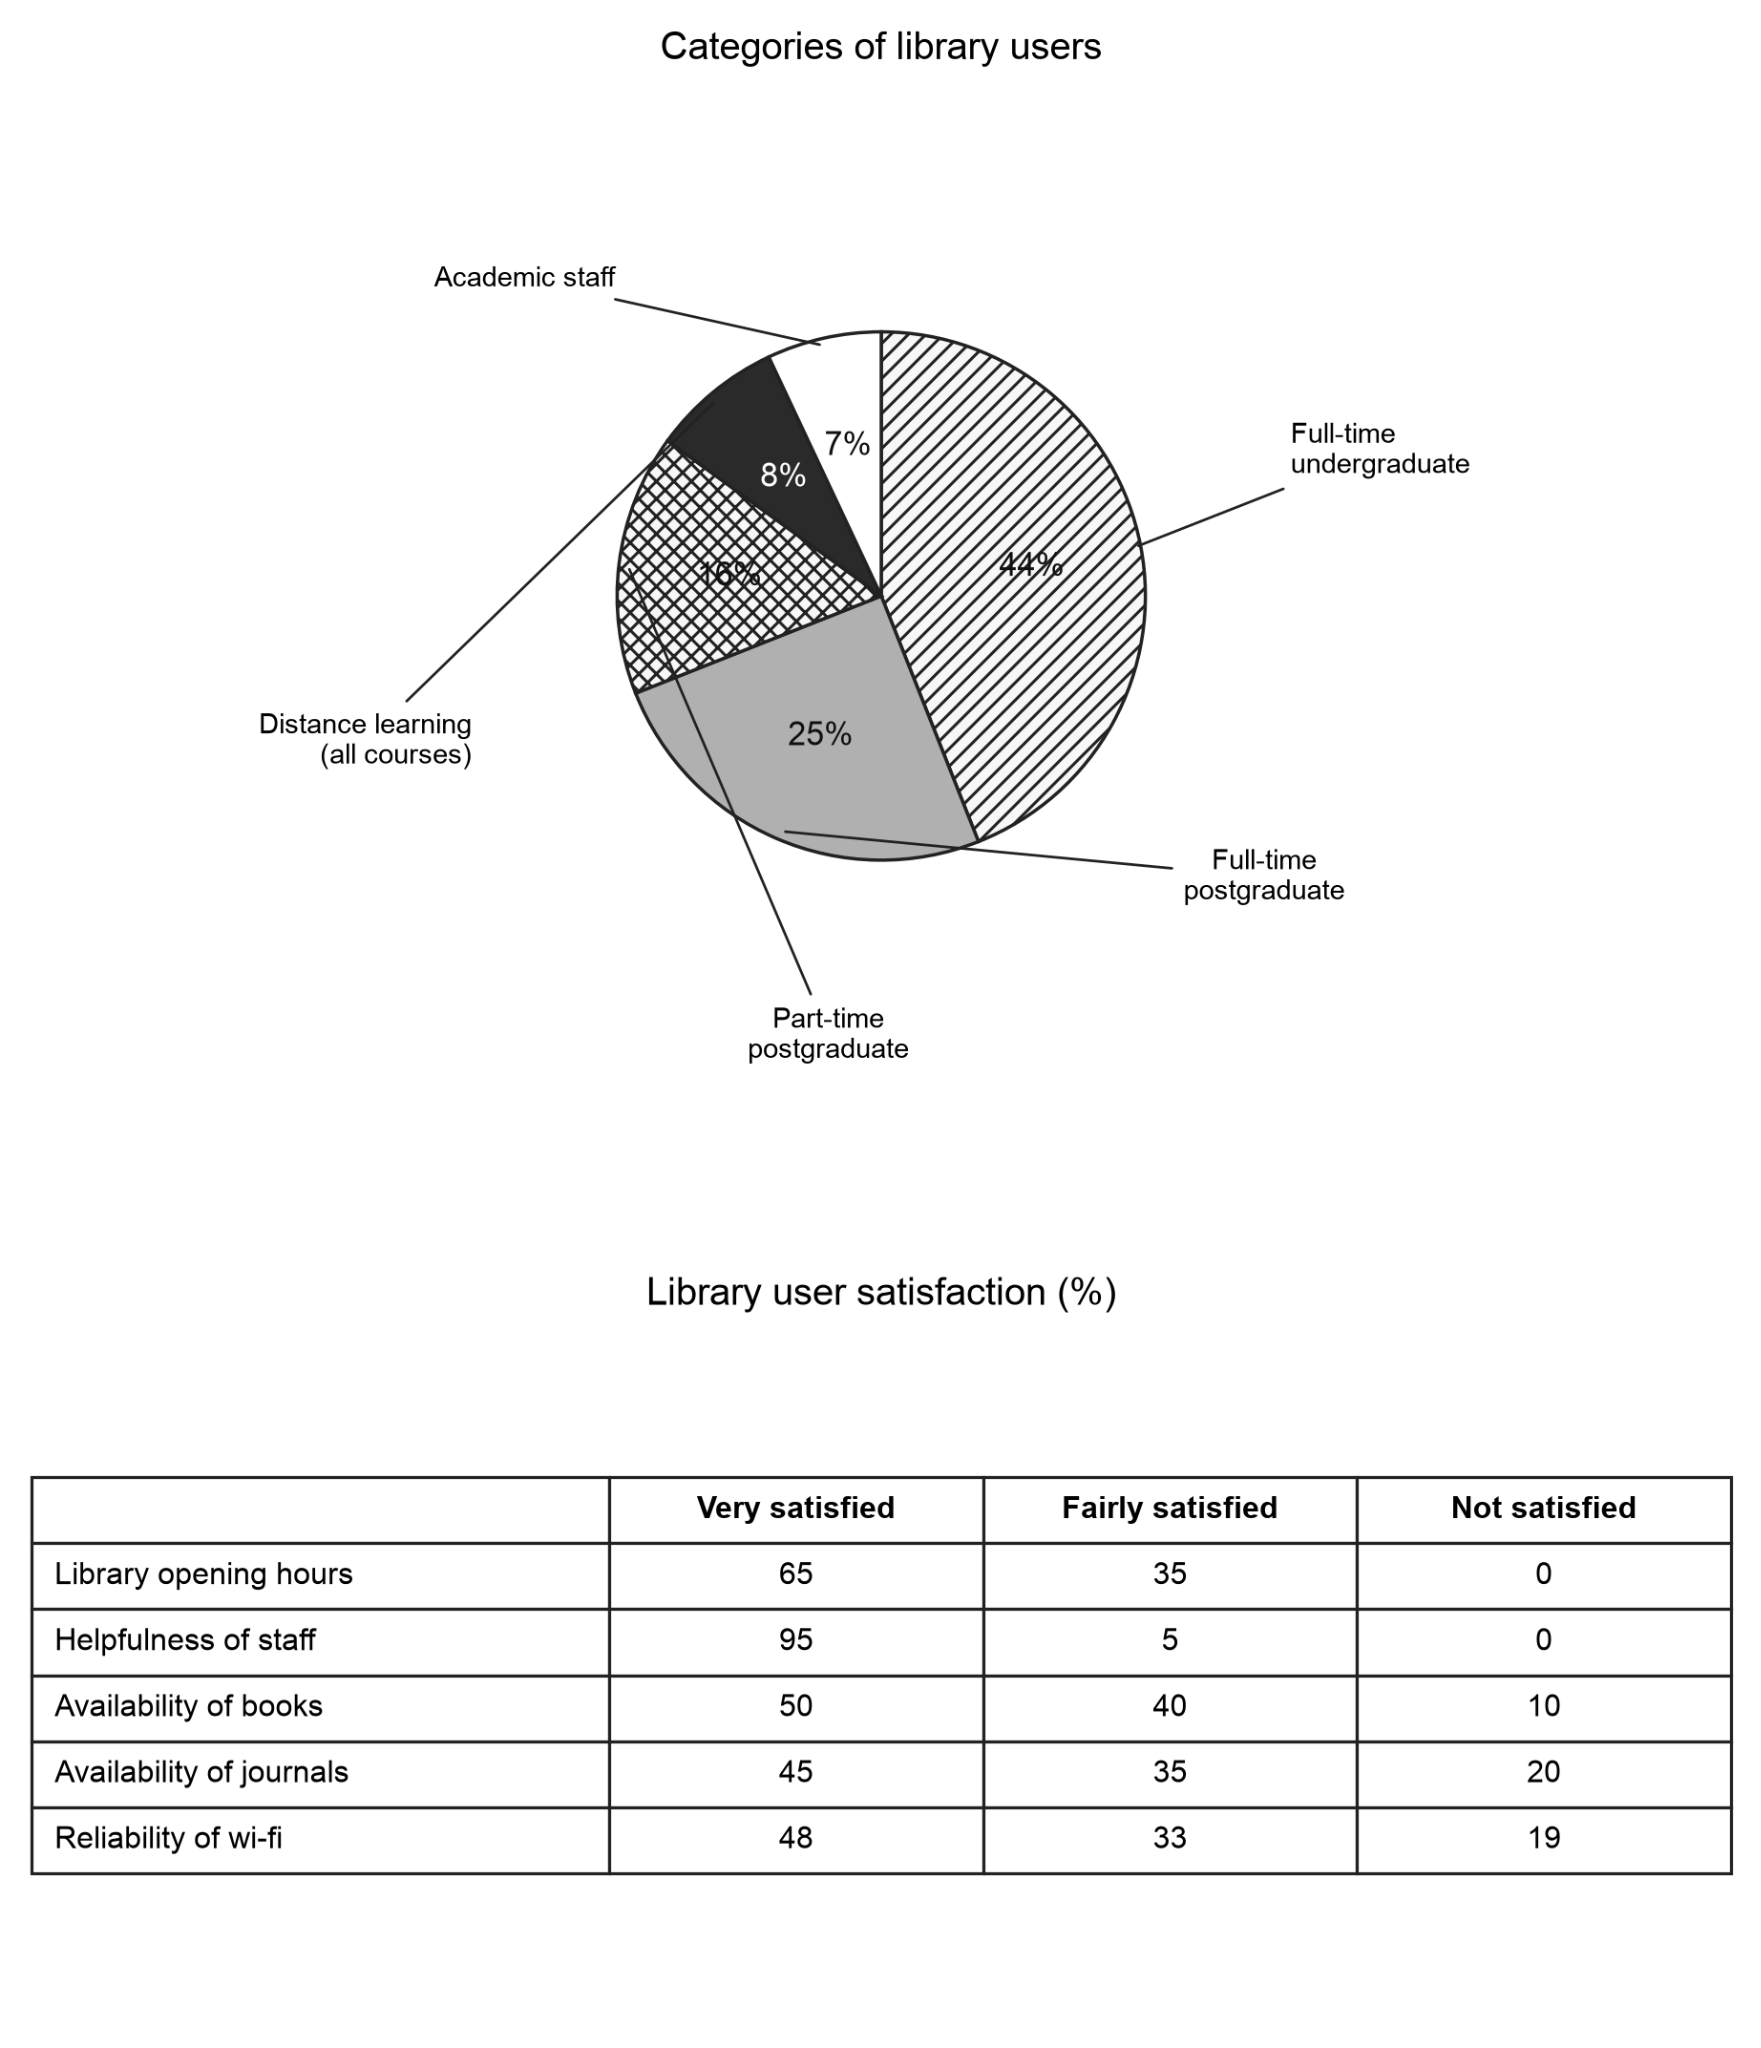 Categories of library users
Academic staff
Full-time
undergraduate
7%
8%
44%
16%
25%
Distance learning
(all courses)
Full-time
postgraduate
Part-time
postgraduate
Library user satisfaction (%)
Very satisfied Fairly satisfied Not satisfied
Library opening hours 65 35 0
Helpfulness of staff 95 5 0
Availability of books 50 40 10
Availability of journals 45 35 20
Reliability of wi-fi 48 33 19